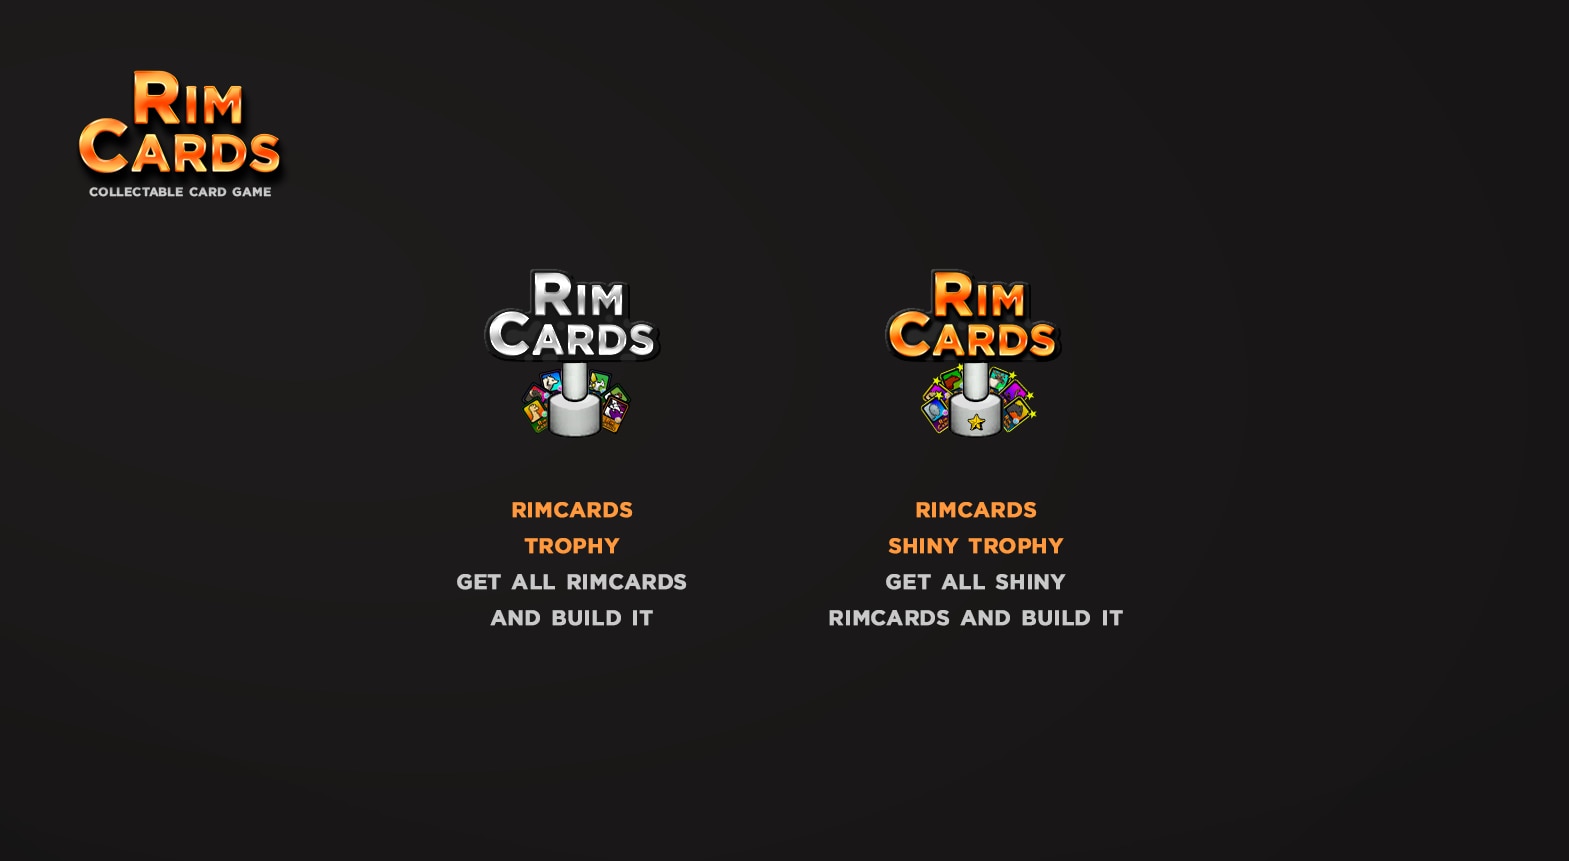 RIM
CARDS
COLLECTABLE CARD GAME
RIM
CARDS
RIMCARDS
TROPHY
GET ALL RIMCARDS
AND BUILD IT
RIM
CARDS
RIMCARDS
SHINY TROPHY
GET ALL SHINY
RIMCARDS AND BUILD IT